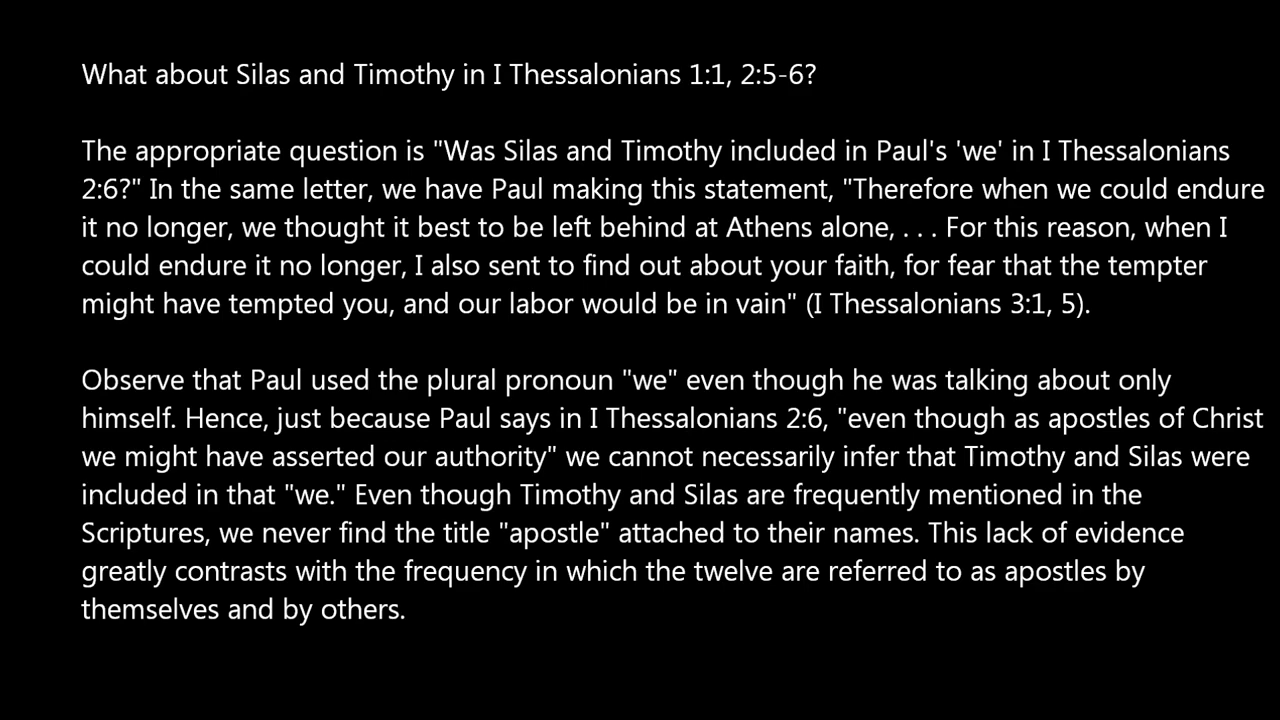 What about Silas and Timothy in I Thessalonians 1:1, 2:5-6?
The appropriate question is "Was Silas and Timothy included in Paul's 'we' in I Thessalonians
2:6?" In the same letter, we have Paul making this statement, "Therefore when we could endure
it no longer, we thought it best to be left behind at Athens alone, . . . For this reason, when I
could endure it no longer, I also sent to find out about your faith, for fear that the tempter
might have tempted you, and our labor would be in vain" (I Thessalonians 3:1, 5).
Observe that Paul used the plural pronoun "we" even though he was talking about only
himself. Hence, just because Paul says in I Thessalonians 2:6, "even though as apostles of Christ
we might have asserted our authority" we cannot necessarily infer that Timothy and Silas were
included in that "we." Even though Timothy and Silas are frequently mentioned in the
Scriptures, we never find the title "apostle" attached to their names. This lack of evidence
greatly contrasts with the frequency in which the twelve are referred to as apostles by
themselves and by others.